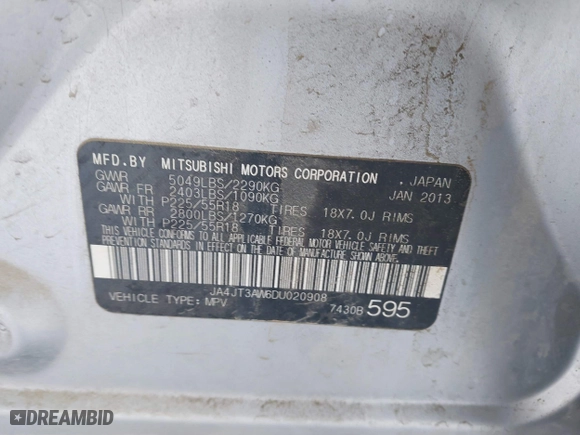 MFD.BY MITSUBISHI MOTORS CORPORATION . JAPAN
GVWR 5049LBS/2290KG JAN 2013
GAWR FR 2403LBS/1090KG
WITH P225/55R18 TIRES 18X7.0J RIMS
GAWR RR 2800LBS/1270KG
WITH P225/55R18 TIRES 18X7.0J RIMS
THIS VEHICLE CONFORMS TO ALL APPLICABLE FEDERAL MOTOR VEHICLE SAFETY AND THEFT
PREVENTION STANDARDS IN EFFECT ON THE DATE OF MANUFACTURE SHOWN ABOVE.
JA4JT3AW6DU020908
VEHICLE TYPE: MPV 7430B 595
DREAMBID